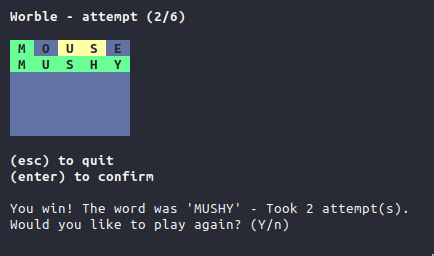 Worble - attempt (2/6)
M O U S E
M U S H Y
(esc) to quit
(enter) to confirm
You win! The word was 'MUSHY' - Took 2 attempt(s).
Would you like to play again? (Y/n)